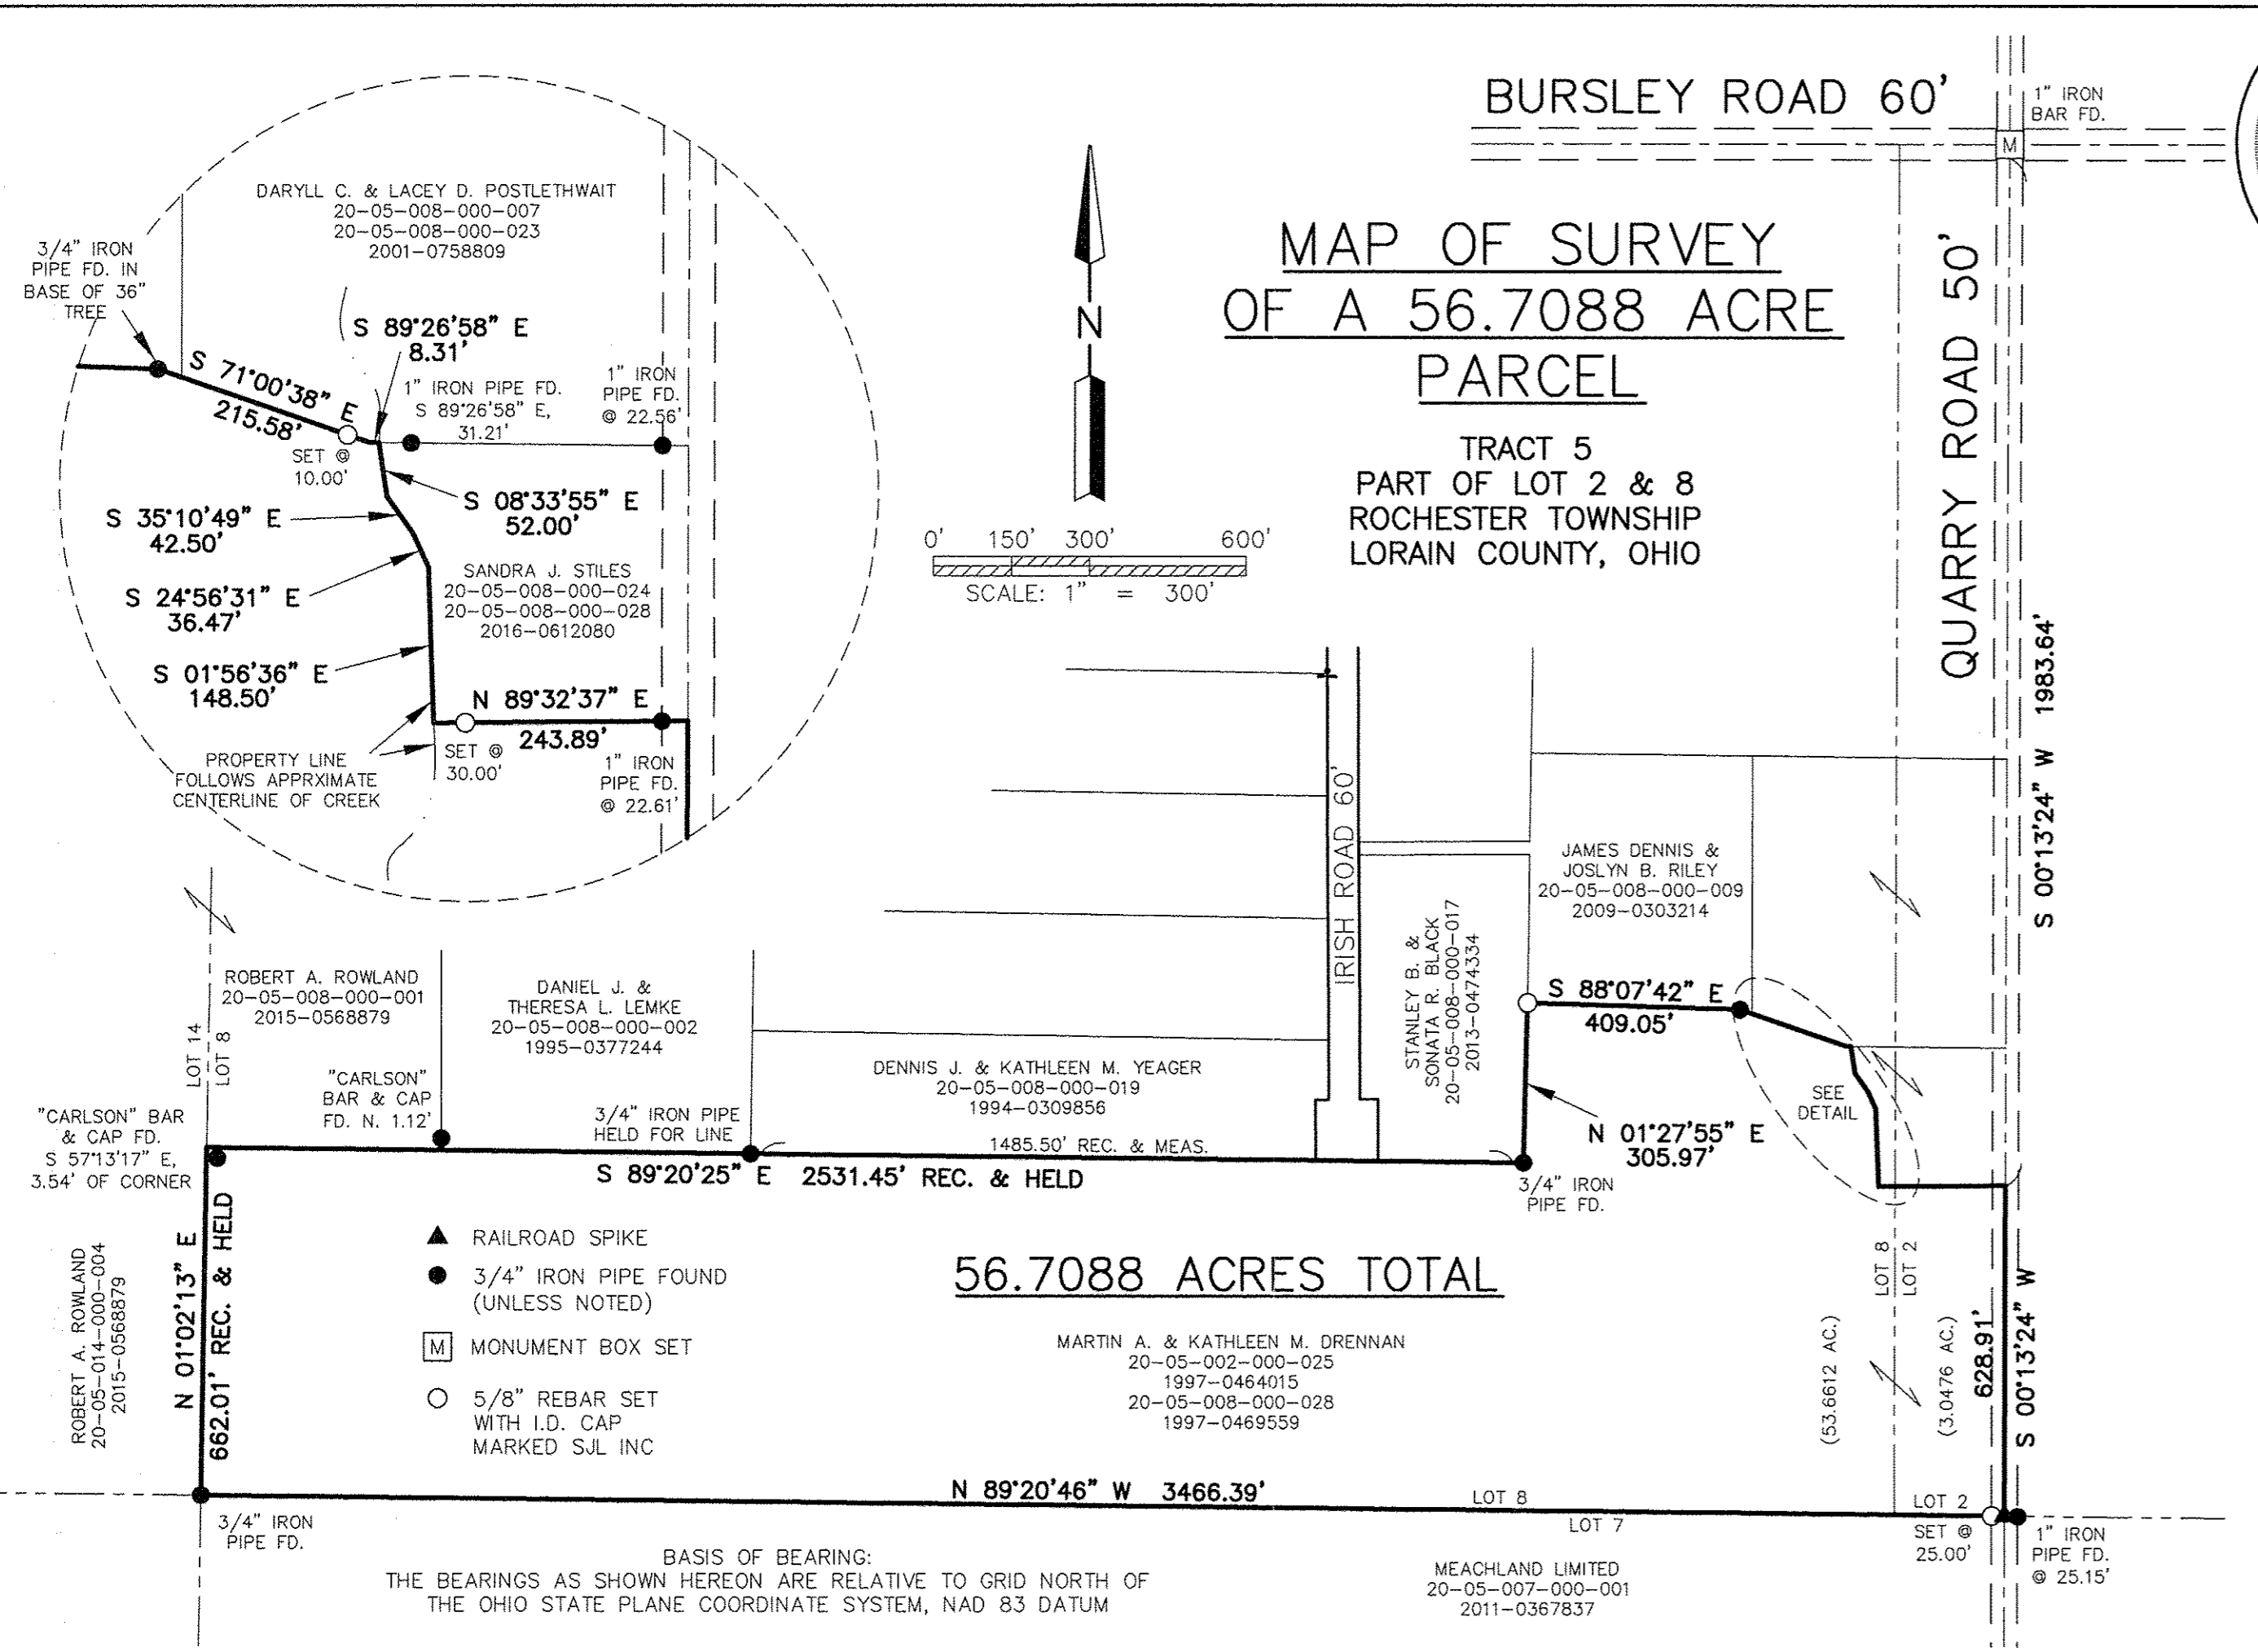 BURSLEY ROAD 60'
1" IRON
BAR FD.
M
MAP OF SURVEY
OF A 56.7088 ACRE
PARCEL
TRACT 5
PART OF LOT 2 & 8
ROCHESTER TOWNSHIP
LORAIN COUNTY, OHIO
QUARRY ROAD 50'
S 00°13'24" W 1983.64'
N
0' 150' 300' 600'
SCALE: 1" = 300'
DARYLL C. & LACEY D. POSTLETHWAIT
20-05-008-000-007
20-05-008-000-023
2001-0758809
3/4" IRON
PIPE FD. IN
BASE OF 36"
TREE
S 89°26'58" E
8.31'
S 71°00'38" E
215.58'
1" IRON PIPE FD.
S 89°26'58" E,
31.21'
1" IRON
PIPE FD.
@ 22.56'
SET @
10.00'
S 08°33'55" E
52.00'
S 35°10'49" E
42.50'
S 24°56'31" E
36.47'
SANDRA J. STILES
20-05-008-000-024
20-05-008-000-028
2016-0612080
S 01°56'36" E
148.50'
N 89°32'37" E
243.89'
SET @
30.00'
PROPERTY LINE
FOLLOWS APPRXIMATE
CENTERLINE OF CREEK
1" IRON
PIPE FD.
@ 22.61'
IRISH ROAD 60'
JAMES DENNIS &
JOSLYN B. RILEY
20-05-008-000-009
2009-0303214
STANLEY B. &
SONATA R. BLACK
20-05-008-000-017
2013-0474334
S 88°07'42" E
409.05'
SEE
DETAIL
N 01°27'55" E
305.97'
3/4" IRON
PIPE FD.
ROBERT A. ROWLAND
20-05-008-000-001
2015-0568879
LOT 14
LOT 8
DANIEL J. &
THERESA L. LEMKE
20-05-008-000-002
1995-0377244
"CARLSON"
BAR & CAP
FD. N. 1.12'
3/4" IRON PIPE
HELD FOR LINE
DENNIS J. & KATHLEEN M. YEAGER
20-05-008-000-019
1994-0309856
1485.50' REC. & MEAS.
"CARLSON" BAR
& CAP FD.
S 57°13'17" E,
3.54' OF CORNER
S 89°20'25" E 2531.45' REC. & HELD
ROBERT A. ROWLAND
20-05-014-000-004
2015-0568879
N 01°02'13" E
662.01' REC. & HELD
RAILROAD SPIKE
3/4" IRON PIPE FOUND
(UNLESS NOTED)
M MONUMENT BOX SET
5/8" REBAR SET
WITH I.D. CAP
MARKED SJL INC
56.7088 ACRES TOTAL
MARTIN A. & KATHLEEN M. DRENNAN
20-05-002-000-025
1997-0464015
20-05-008-000-028
1997-0469559
LOT 8
LOT 2
(53.6612 AC.)
(3.0476 AC.)
628.91'
S 00°13'24" W
N 89°20'46" W 3466.39'
LOT 8
LOT 7
LOT 2
SET @
25.00'
1" IRON
PIPE FD.
@ 25.15'
3/4" IRON
PIPE FD.
BASIS OF BEARING:
THE BEARINGS AS SHOWN HEREON ARE RELATIVE TO GRID NORTH OF
THE OHIO STATE PLANE COORDINATE SYSTEM, NAD 83 DATUM
MEACHLAND LIMITED
20-05-007-000-001
2011-0367837